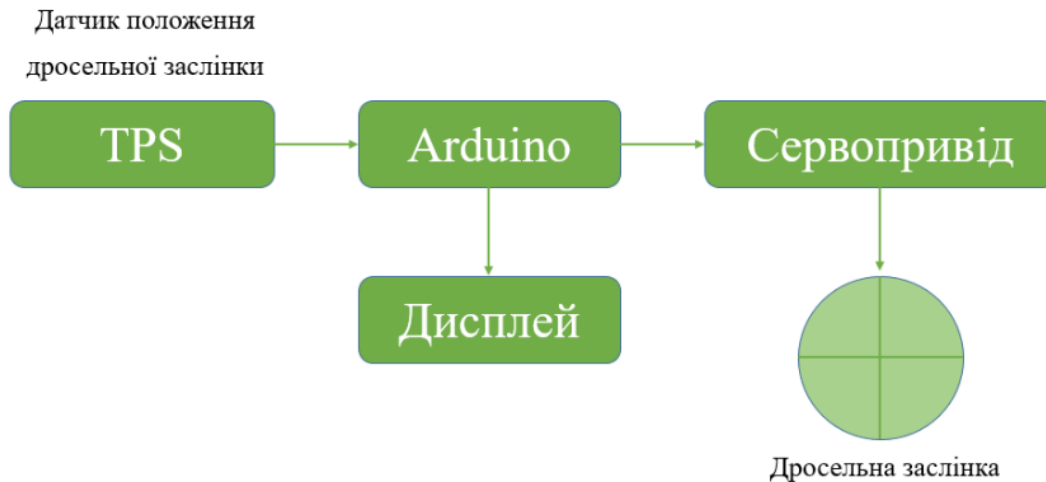 Датчик положення
дросельної заслінки
TPS
Arduino
Сервопривід
Дисплей
Дросельна заслінка